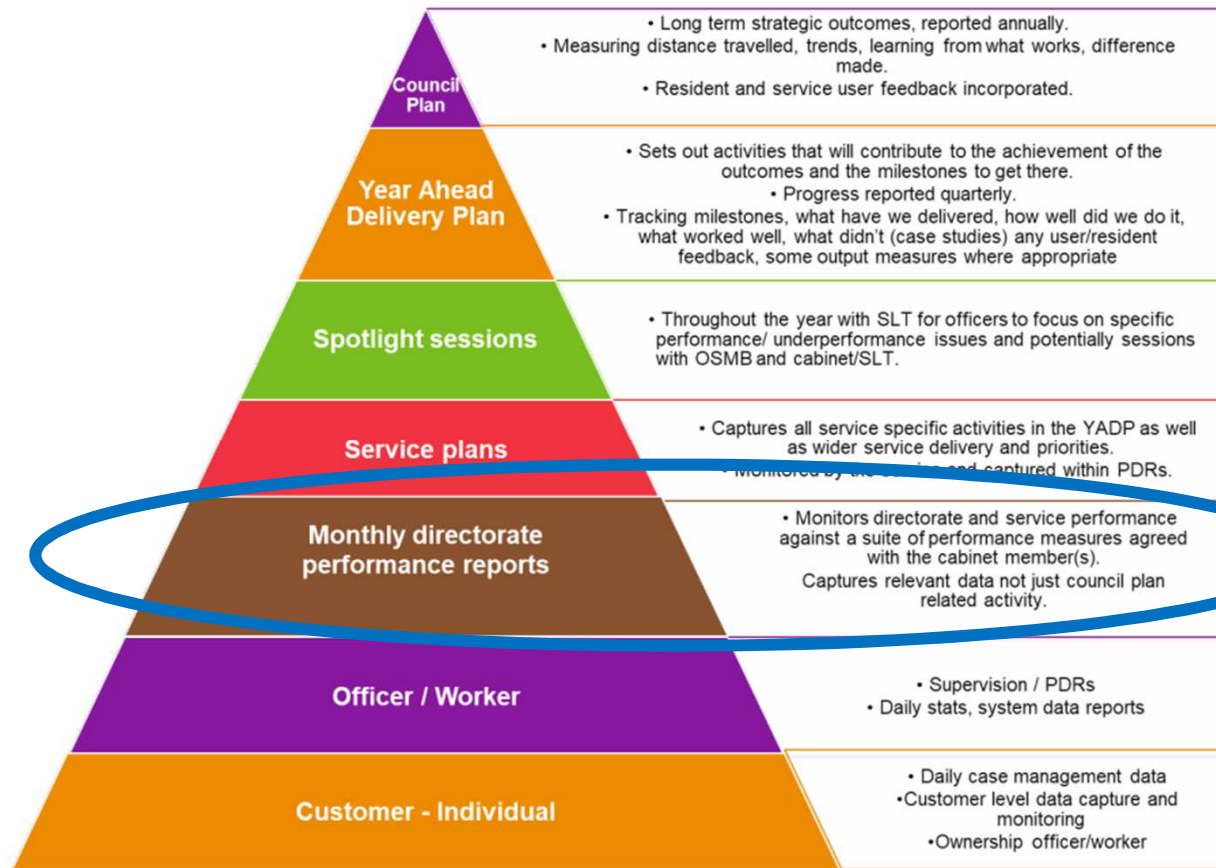 Council
Plan
• Long term strategic outcomes, reported annually.
• Measuring distance travelled, trends, learning from what works, difference
made.
• Resident and service user feedback incorporated.
Year Ahead
Delivery Plan
• Sets out activities that will contribute to the achievement of the
outcomes and the milestones to get there.
• Progress reported quarterly.
• Tracking milestones, what have we delivered, how well did we do it,
what worked well, what didn't (case studies) any user/resident
feedback, some output measures where appropriate
Spotlight sessions
• Throughout the year with SLT for officers to focus on specific
performance/ underperformance issues and potentially sessions
with OSMB and cabinet/SLT.
Service plans
• Captures all service specific activities in the YADP as well
as wider service delivery and priorities.
• Monitored by the and captured within PDRs.
Monthly directorate
performance reports
• Monitors directorate and service performance
against a suite of performance measures agreed
with the cabinet member(s).
Captures relevant data not just council plan
related activity.
Officer / Worker
• Supervision / PDRs
• Daily stats, system data reports
Customer - Individual
• Daily case management data
•Customer level data capture and
monitoring
•Ownership officer/worker